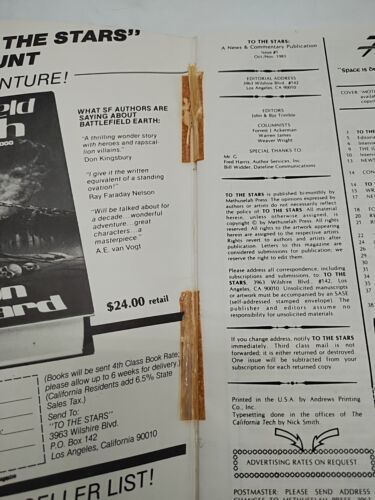 THE STARS"
UNT
ENTURE!
WHAT SF AUTHORS ARE
SAYING ABOUT
BATTLEFIELD EARTH:
"A thrilling wonder story
with heroes and rapscal-
lion villains."
Don Kingsbury
"I give it the written
equivalent of a standing
ovation!"
Ray Faraday Nelson
"Will be talked about for
a decade...wonderful
adventure...great
characters...a
masterpiece."
A.E. van Vogt
$24.00 retail
(Books will be sent 4th Class Book Rate;
please allow up to 6 weeks for delivery.)
(California Residents add 6.5% State
Sales Tax.)
Send To:
"TO THE STARS"
3963 Wilshire Blvd.
P.O. Box 142
Los Angeles, California 90010
ELLER LIST!
TO THE STARS:
A News & Commentary Publication
Issue #1
Oct./Nov. 1983
EDITORIAL ADDRESS
3963 Wilshire Blvd. #142
Los Angeles, CA 90010
EDITORS
John & Bjo Trimble
COLUMNISTS
Forrest J Ackerman
Warren James
Weaver Wright
SPECIAL THANKS TO:
Mr. G.
Fred Harris, Author Services, Inc.
Bill Widder, Dateline Communications
TO THE STARS is published bi-monthly by
Methuselah Press. The opinions expressed by
authors or artists do not necessarily reflect
the policy of TO THE STARS. All material
herein, unless otherwise assigned, is
copyright © by Methuselah Press. All rights
reserved. All rights to the artwork appearing
herein are assigned to the respective artists.
Rights revert to authors and artists after
publication. Letters to this magazine are
considered submissions for publication; we
reserve the right to edit them.
Please address all correspondence, including
subscriptions and submissions, to: TO THE
STARS, 3963 Wilshire Blvd., #142, Los
Angeles, CA 90010. Unsolicited manuscripts
or artwork must be accompanied by an SASE
(self-addressed stamped envelope). The
publisher and editors assume no
responsibility for unsolicited materials.
If you change address, notify TO THE STARS
immediately. Third class mail is not
forwarded; it is either returned or destroyed.
One issue will be subtracted from your
subscription for each returned copy.
Printed in the U.S.A. by Andrews Printing
Co., Inc.
Typesetting done in the offices of The
California Tech by Nick Smith.
ADVERTISING RATES ON REQUEST
POSTMASTER: PLEASE SEND ADDRESS
"Space is de